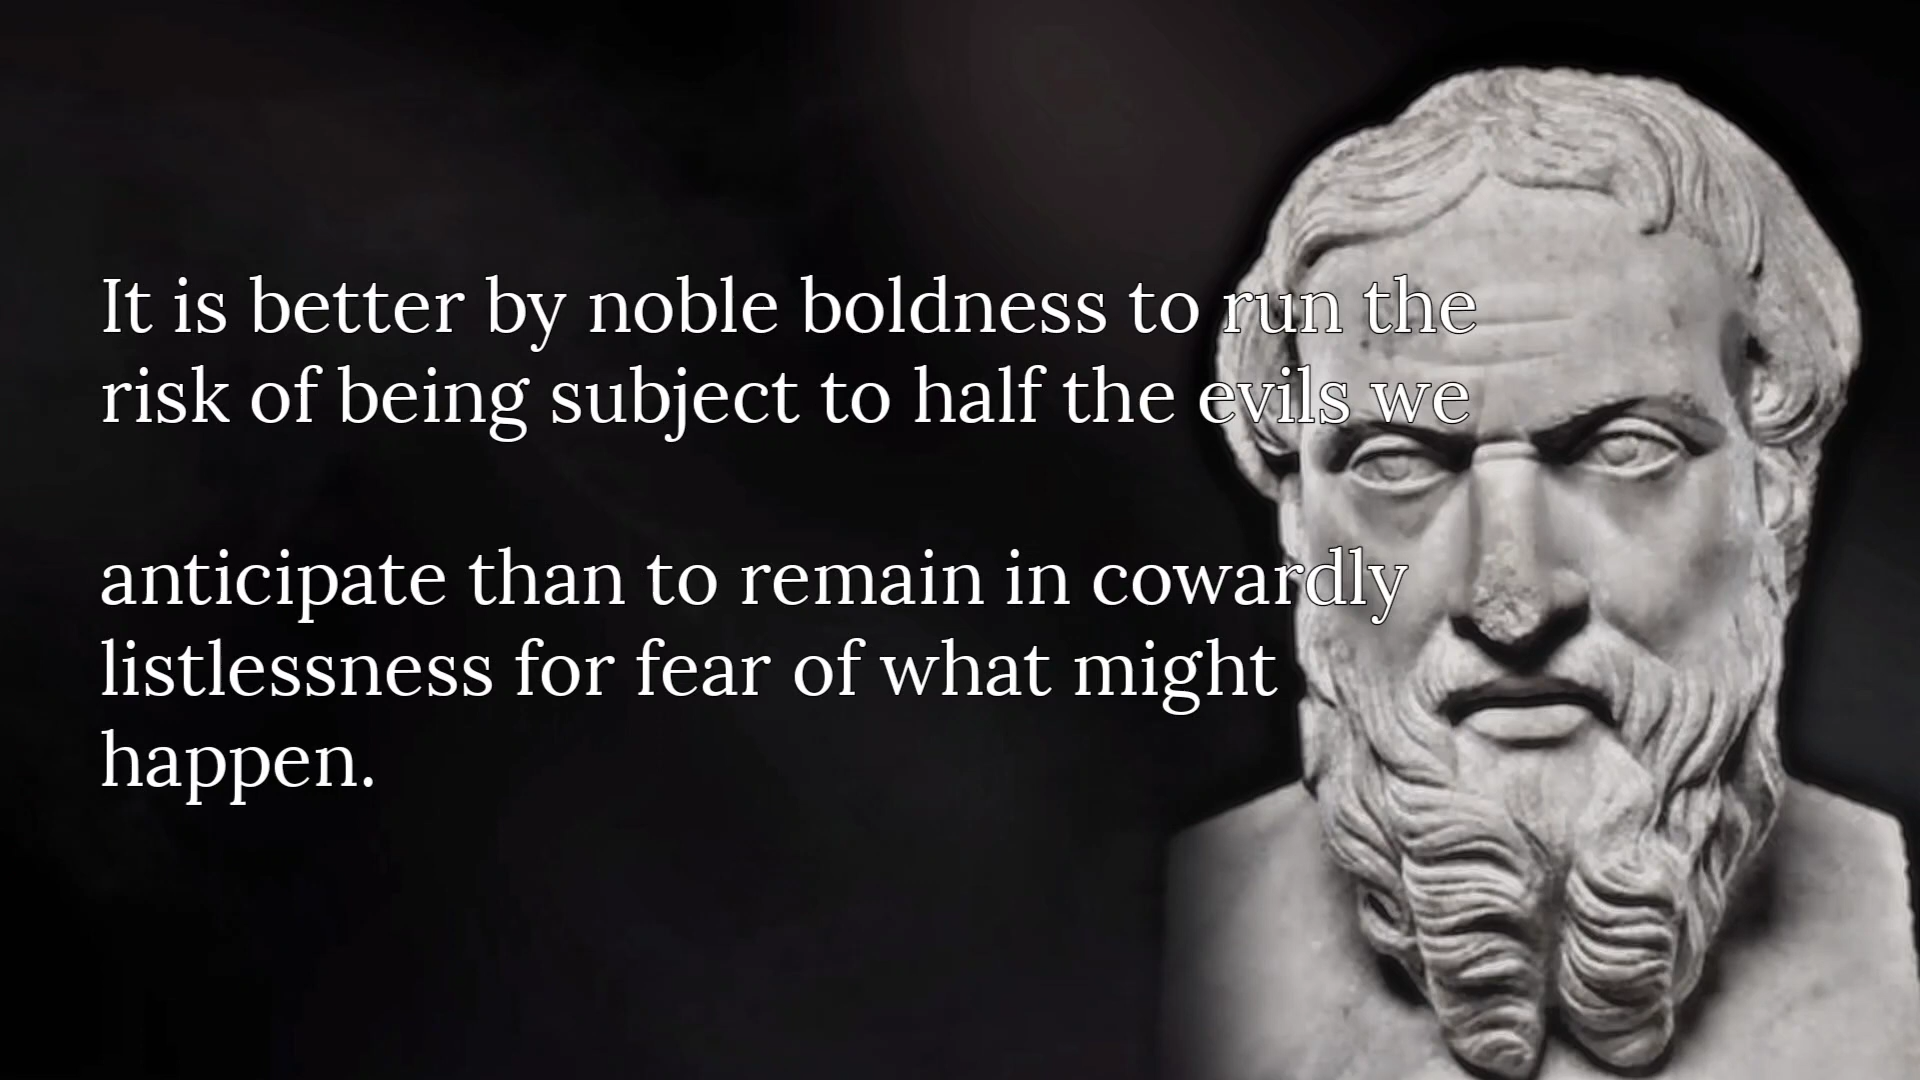 It is better by noble boldness to run the
risk of being subject to half the evils we
anticipate than to remain in cowardly
listlessness for fear of what might
happen.